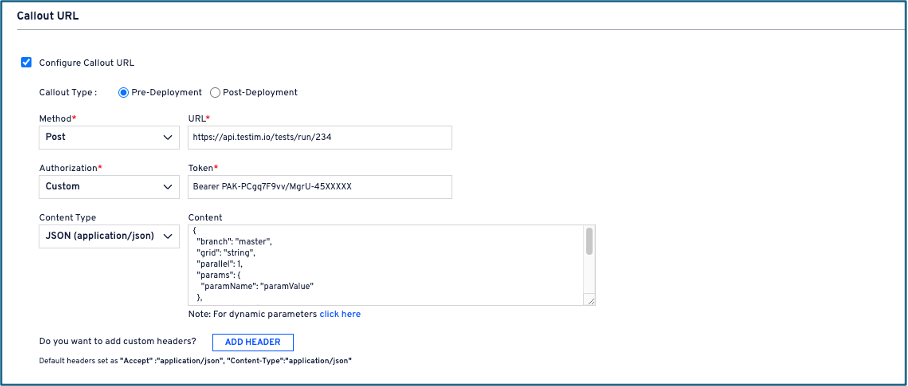 Callout URL
Configure Callout URL
Callout Type : Pre-Deployment Post-Deployment
Method* URL*
Post https://api.testim.io/tests/run/234
Authorization* Token*
Custom Bearer PAK-PCgq7F9vv/MgrU-45XXXXX
Content Type Content
JSON (application/json) {
"branch": "master",
"grid": "string",
"parallel": 1,
"params": {
"paramName": "paramValue"
},
Note: For dynamic parameters click here
Do you want to add custom headers? ADD HEADER
Default headers set as "Accept" :"application/json", "Content-Type":"application/json"